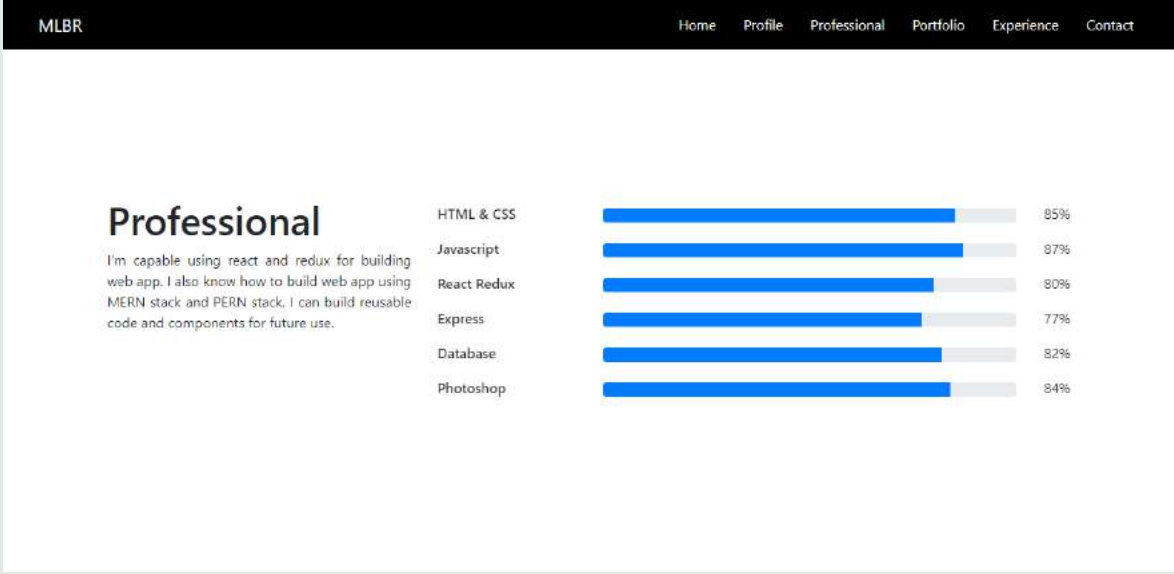 MLBR
Home Profile Professional Portfolio Experience Contact
Professional
I'm capable using react and redux for building
web app. I also know how to build web app using
MERN stack and PERN stack. I can build reusable
code and components for future use.
HTML & CSS 85%
Javascript 87%
React Redux 80%
Express 77%
Database 82%
Photoshop 84%